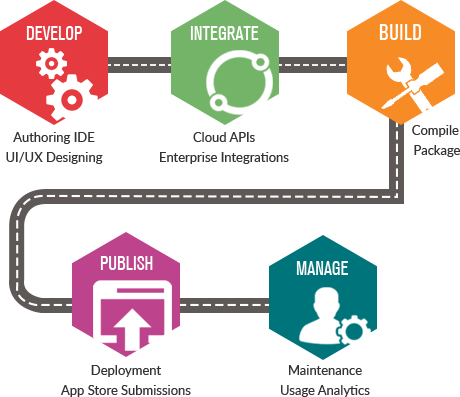 DEVELOP
Authoring IDE
UI/UX Designing
INTEGRATE
Cloud APIs
Enterprise Integrations
BUILD
Compile
Package
PUBLISH
Deployment
App Store Submissions
MANAGE
Maintenance
Usage Analytics